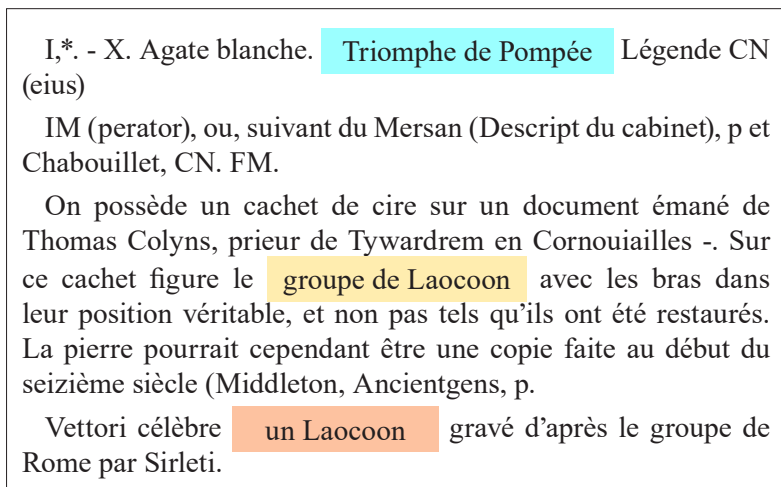 I,*. - X. Agate blanche. Triomphe de Pompée Légende CN
(eius)
IM (perator), ou, suivant du Mersan (Descript du cabinet), p et
Chabouillet, CN. FM.
On possède un cachet de cire sur un document émané de
Thomas Colyns, prieur de Tywardrem en Cornouiailles -. Sur
ce cachet figure le groupe de Laocoon avec les bras dans
leur position véritable, et non pas tels qu'ils ont été restaurés.
La pierre pourrait cependant être une copie faite au début du
seizième siècle (Middleton, Ancientgens, p.
Vettori célèbre un Laocoon gravé d'après le groupe de
Rome par Sirleti.